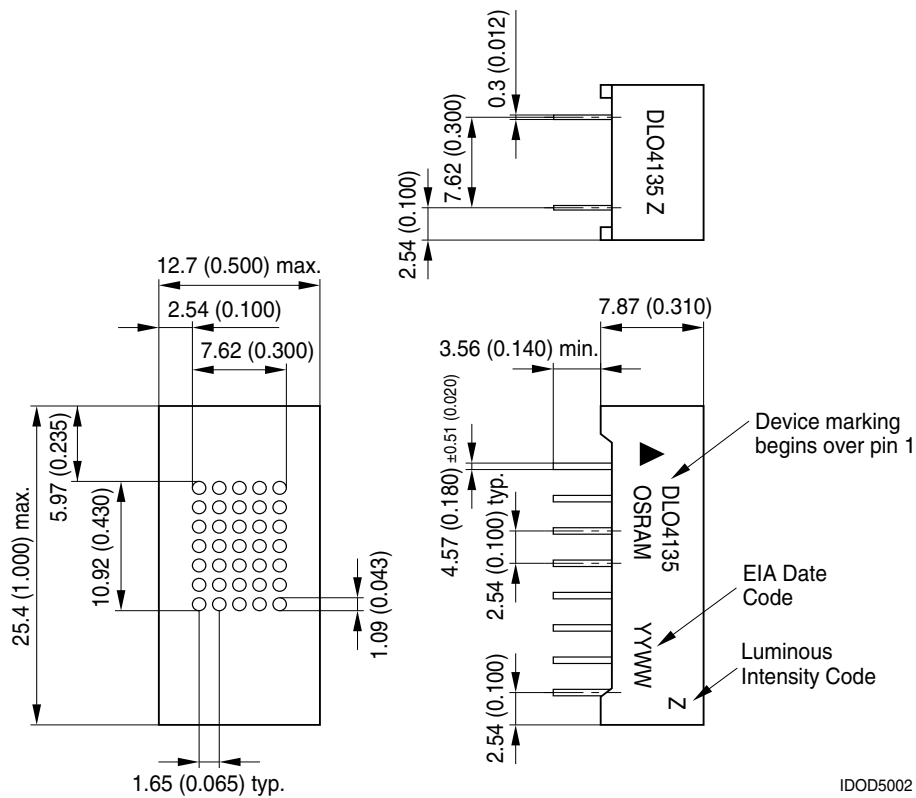 0.3 (0.012)
7.62 (0.300)
2.54 (0.100)
DLO4135 Z
12.7 (0.500) max.
2.54 (0.100)
7.62 (0.300)
7.87 (0.310)
3.56 (0.140) min.
25.4 (1.000) max.
5.97 (0.235)
10.92 (0.430)
1.09 (0.043)
1.65 (0.065) typ.
4.57 (0.180) ±0.51 (0.020)
2.54 (0.100) typ.
2.54 (0.100)
DLO4135
OSRAM
YYWW
Z
Device marking
begins over pin 1
EIA Date
Code
Luminous
Intensity Code
IDOD5002